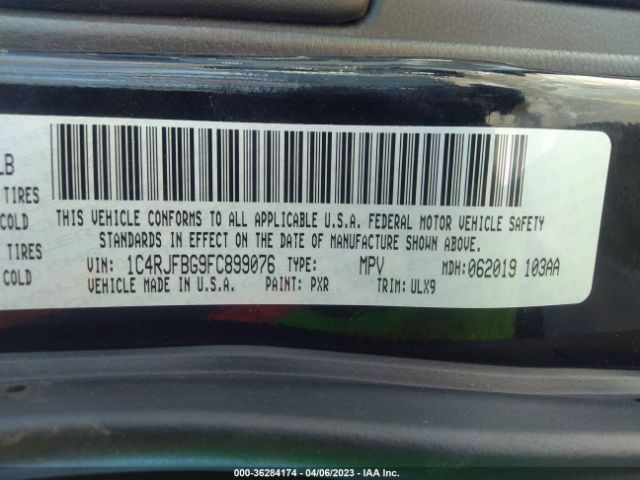 LB
TIRES
COLD
TIRES
COLD
THIS VEHICLE CONFORMS TO ALL APPLICABLE U.S.A. FEDERAL MOTOR VEHICLE SAFETY
STANDARDS IN EFFECT ON THE DATE OF MANUFACTURE SHOWN ABOVE.
VIN: 1C4RJFBG9FC899076 TYPE: MPV MDH:062019 103AA
VEHICLE MADE IN U.S.A. PAINT: PXR TRIM: ULX9
000-36284174 | 04/06/2023 | IAA Inc.